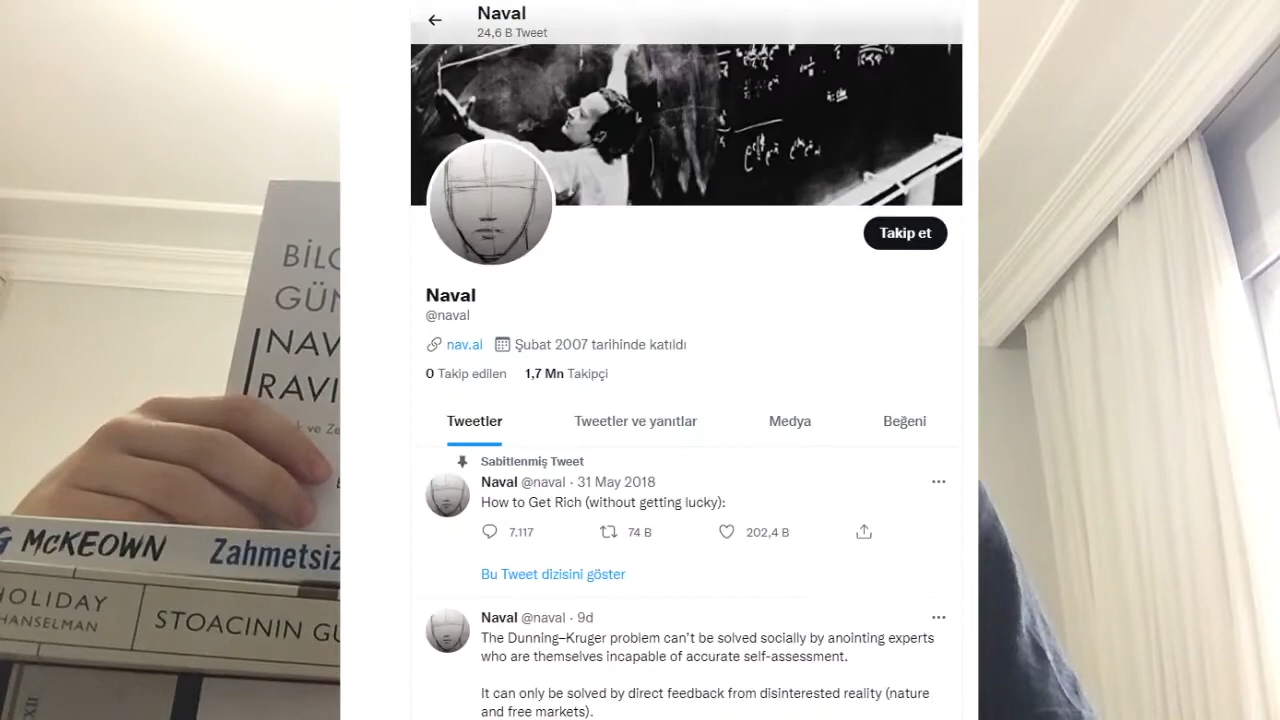 Naval
24,6 B Tweet
Takip et
Naval
@naval
nav.al Şubat 2007 tarihinde katıldı
0 Takip edilen 1,7 Mn Takipçi
Tweetler Tweetler ve yanıtlar Medya Beğeni
Sabitlenmiş Tweet
Naval @naval · 31 May 2018
How to Get Rich (without getting lucky):
7.117 74 B 202,4 B
Bu Tweet dizisini göster
Naval @naval · 9d
The Dunning–Kruger problem can't be solved socially by anointing experts
who are themselves incapable of accurate self-assessment.
It can only be solved by direct feedback from disinterested reality (nature
and free markets).
BİLG
GÜN
NAV
RAVI
k ve Ze
G McKEOWN Zahmetsiz
HOLIDAY
HANSELMAN
STOACININ GÜ